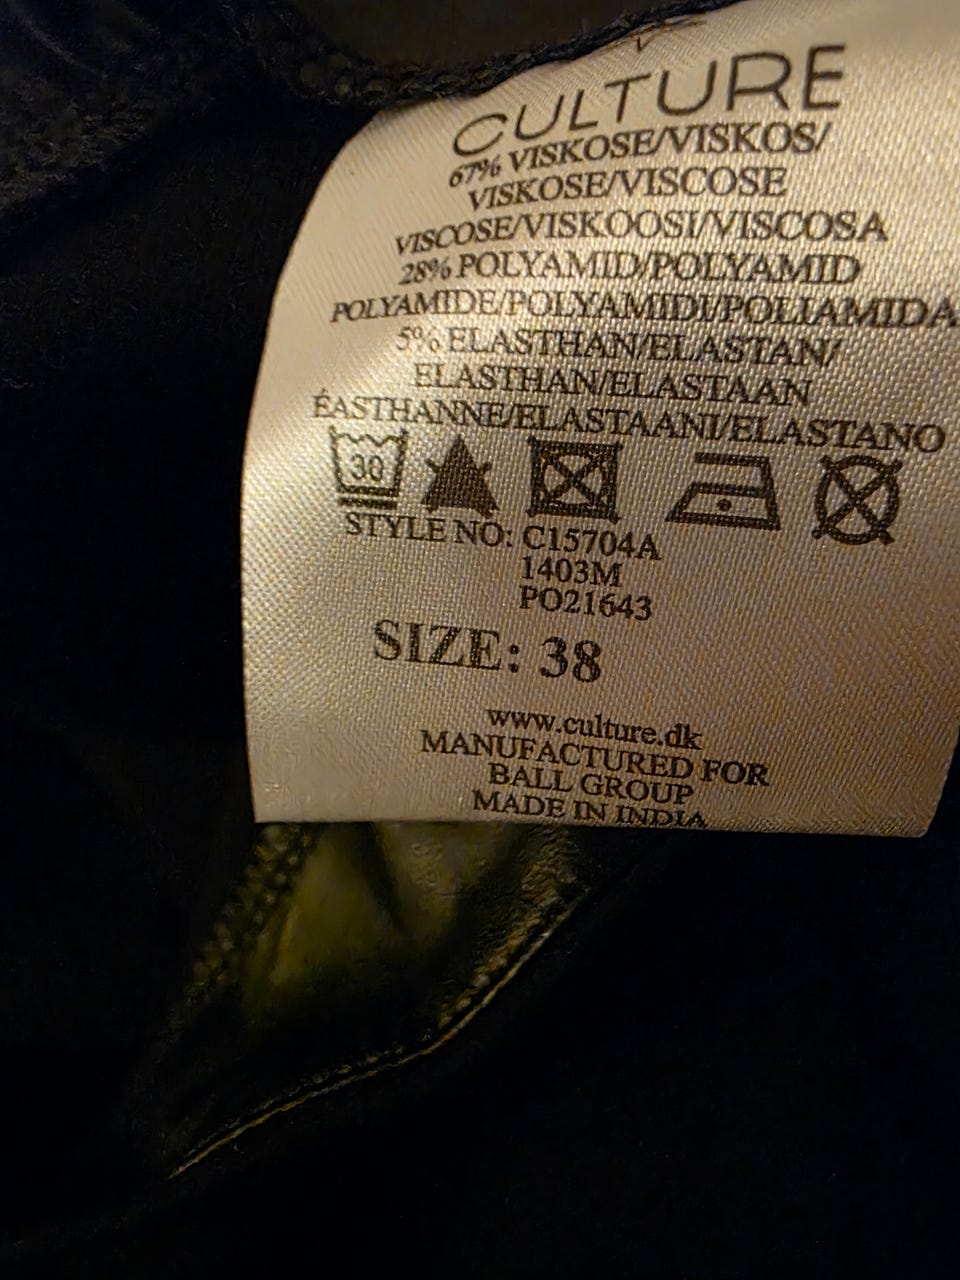 CULTURE
67% VISKOSE/VISKOS/
VISKOSE/VISCOSE
VISCOSE/VISKOOSI/VISCOSA
28% POLYAMID/POLYAMID
POLYAMIDE/POLYAMIDI/POLIAMIDA
5% ELASTHAN/ELASTAN/
ELASTHAN/ELASTAAN
ÉASTHANNE/ELASTAANI/ELASTANO
30
STYLE NO: C15704A
1403M
PO21643
SIZE: 38
www.culture.dk
MANUFACTURED FOR
BALL GROUP
MADE IN INDIA